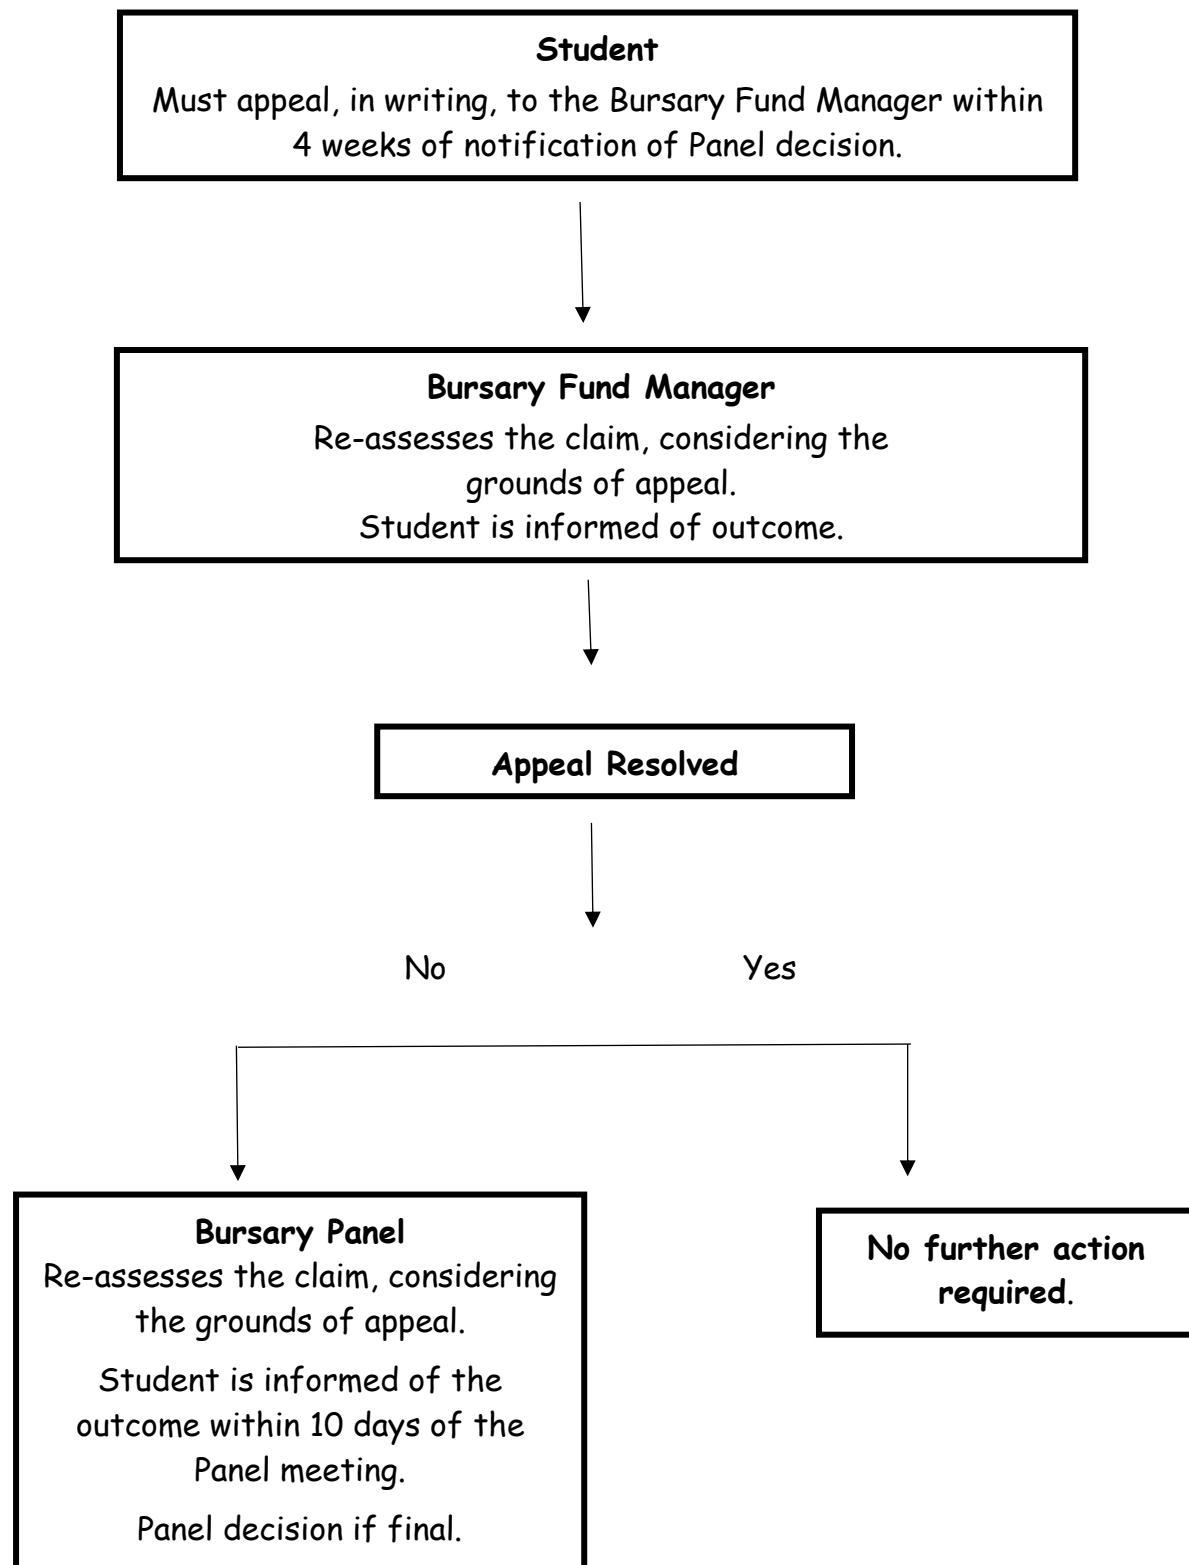 Student
Must appeal, in writing, to the Bursary Fund Manager within
4 weeks of notification of Panel decision.
Bursary Fund Manager
Re-assesses the claim, considering the
grounds of appeal.
Student is informed of outcome.
Appeal Resolved
No
Yes
Bursary Panel
Re-assesses the claim, considering
the grounds of appeal.
Student is informed of the
outcome within 10 days of the
Panel meeting.
Panel decision if final.
No further action
required.